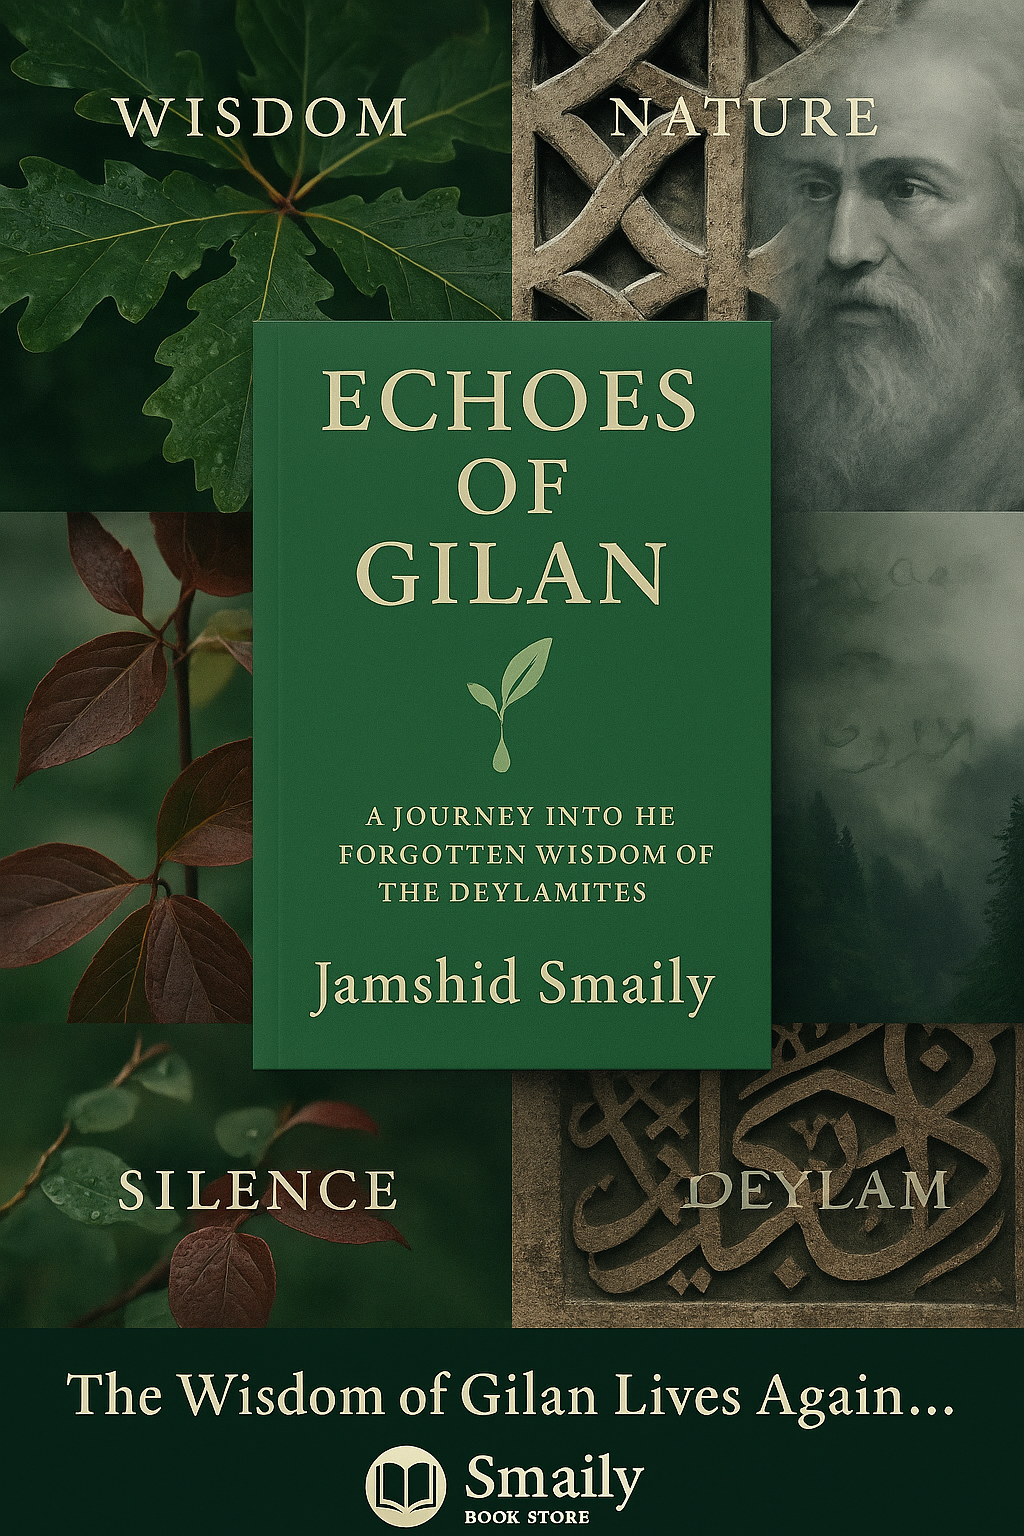 WISDOM
NATURE
ECHOES
OF
GILAN
A JOURNEY INTO HE
FORGOTTEN WISDOM OF
THE DEYLAMITES
Jamshid Smaily
SILENCE
DEYLAM
The Wisdom of Gilan Lives Again...
Smaily
BOOK STORE